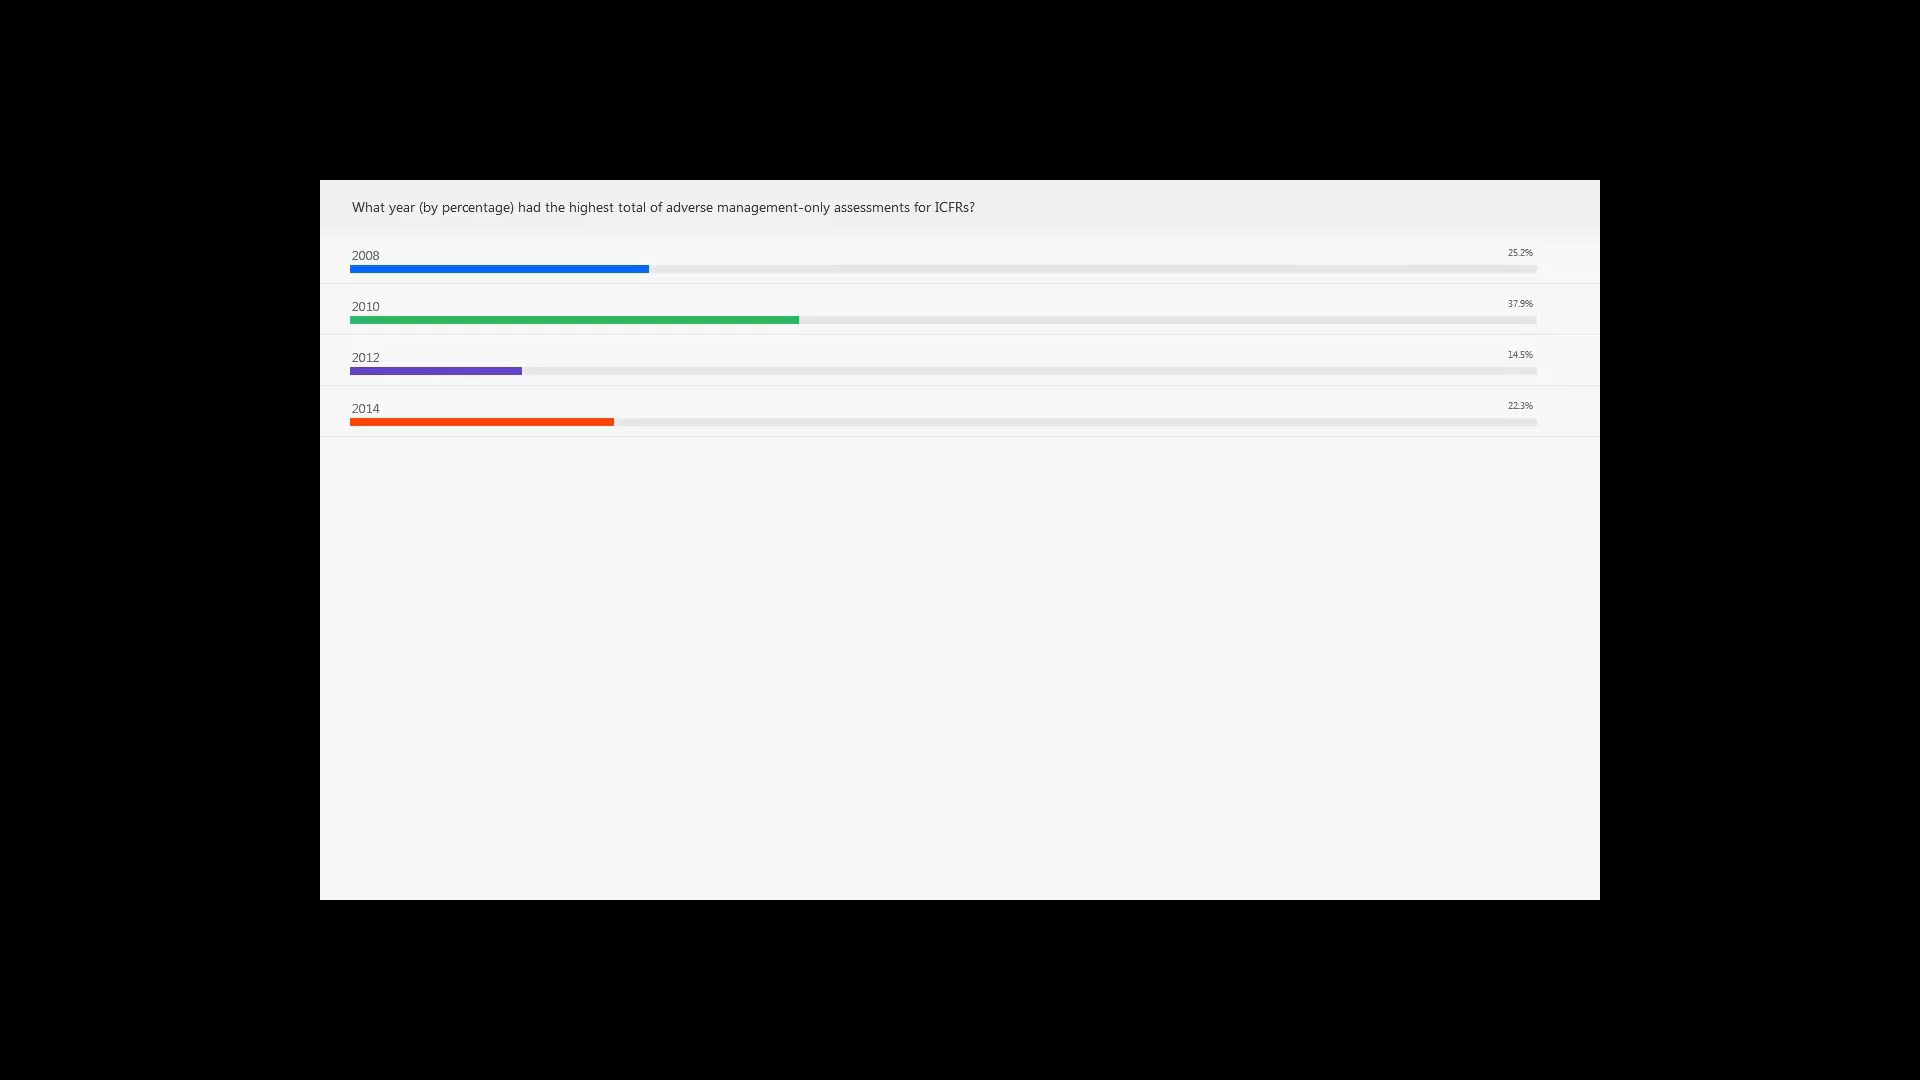 What year (by percentage) had the highest total of adverse management-only assessments for ICFRs?
2008 25.2%
2010 37.9%
2012 14.5%
2014 22.3%